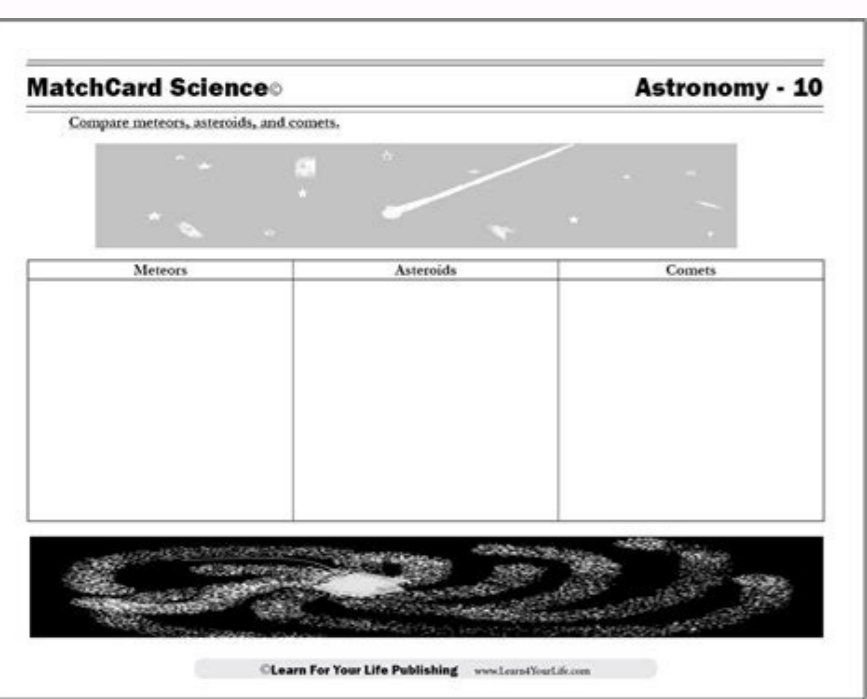 MatchCard Science© Astronomy - 10
Compare meteors, asteroids, and comets.
Meteors Asteroids Comets
©Learn For Your Life Publishing www.Learn4YourLife.com